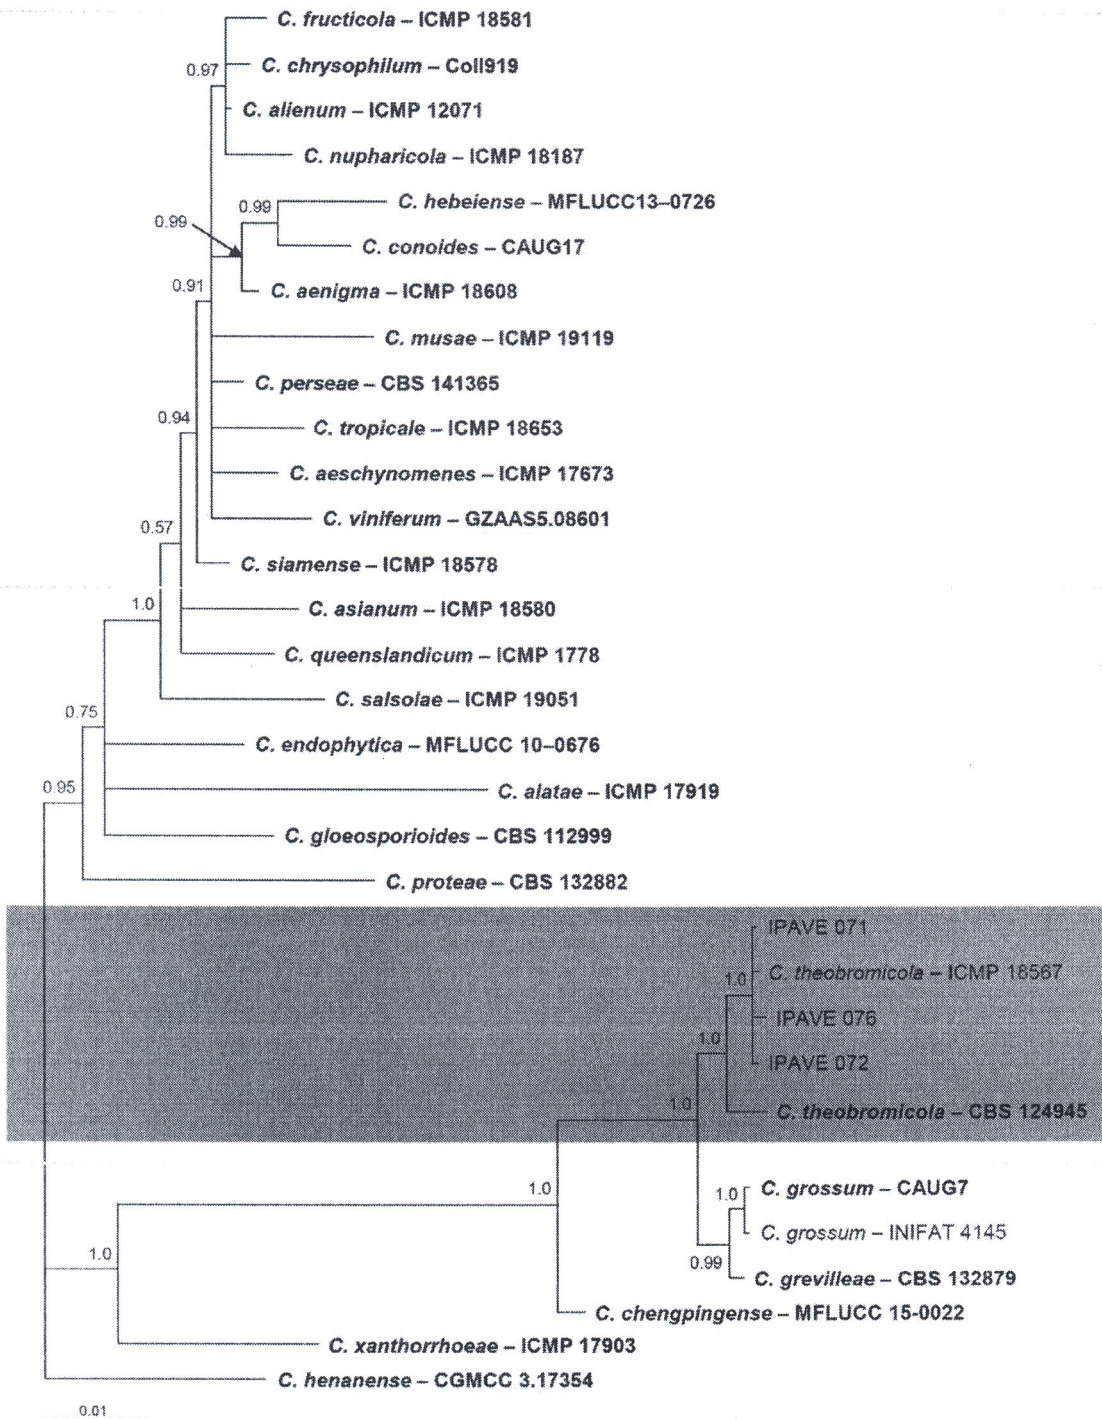 C. fructicola – ICMP 18581
C. chrysophilum – Coll919
0.97
C. alienum – ICMP 12071
C. nupharicola – ICMP 18187
C. hebeiense – MFLUCC13–0726
0.99
0.99
C. conoides – CAUG17
C. aenigma – ICMP 18608
0.91
C. musae – ICMP 19119
C. perseae – CBS 141365
0.94
C. tropicale – ICMP 18653
C. aeschynomenes – ICMP 17673
C. viniferum – GZAAS5.08601
0.57
C. siamense – ICMP 18578
1.0
C. asianum – ICMP 18580
C. queenslandicum – ICMP 1778
C. salsolae – ICMP 19051
0.75
C. endophytica – MFLUCC 10–0676
0.95
C. alatae – ICMP 17919
C. gloeosporioides – CBS 112999
C. proteae – CBS 132882
IPAVE 071
C. theobromicola – ICMP 18567
1.0
IPAVE 076
1.0
IPAVE 072
1.0
C. theobromicola – CBS 124945
1.0
C. grossum – CAUG7
1.0
C. grossum – INIFAT 4145
1.0
0.99
C. grevilleae – CBS 132879
C. chengpingense – MFLUCC 15-0022
C. xanthorrhoeae – ICMP 17903
C. henanense – CGMCC 3.17354
0.01